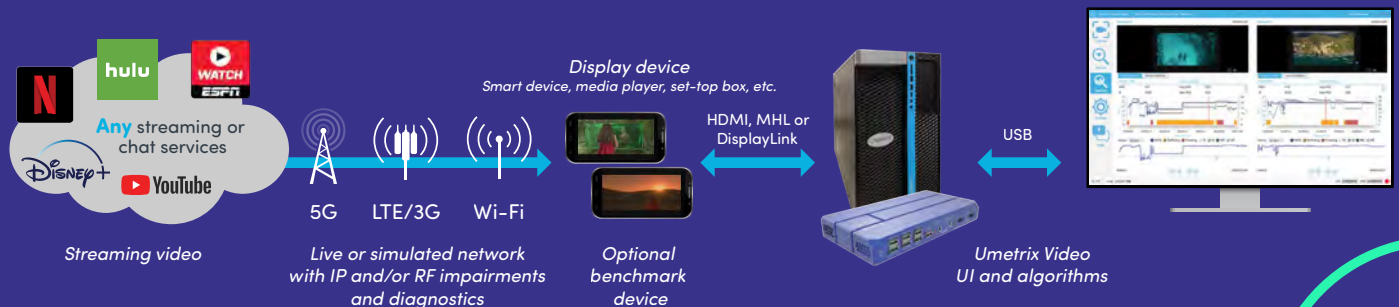 N
hulu
WATCH
ESPN
Any streaming or
chat services
Disney+
YouTube
Streaming video
5G
LTE/3G
Wi-Fi
Live or simulated network
with IP and/or RF impairments
and diagnostics
Display device
Smart device, media player, set-top box, etc.
Optional
benchmark
device
HDMI, MHL or
DisplayLink
USB
Umetrix Video
UI and algorithms